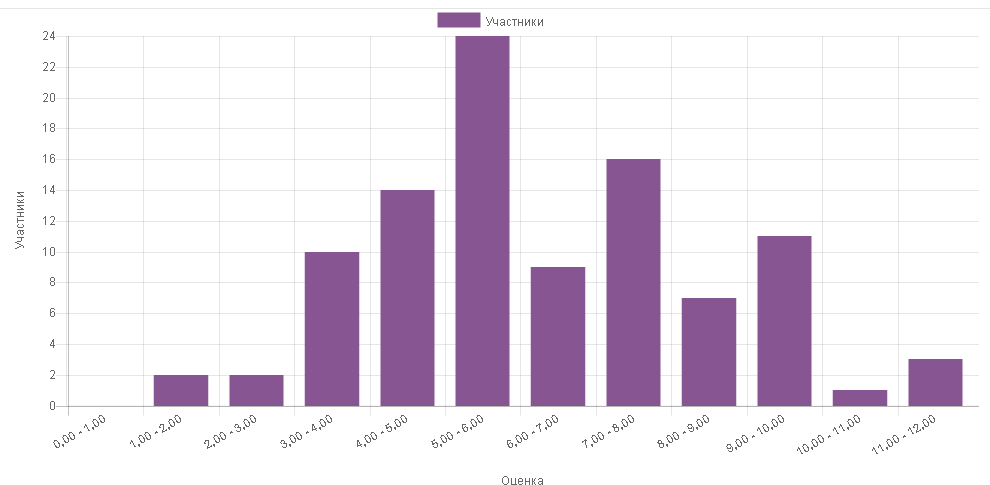 Участники
24
22
20
18
16
14
12
10
8
6
4
2
0
Участники
0,00 - 1,00
1,00 - 2,00
2,00 - 3,00
3,00 - 4,00
4,00 - 5,00
5,00 - 6,00
6,00 - 7,00
7,00 - 8,00
8,00 - 9,00
9,00 - 10,00
10,00 - 11,00
11,00 - 12,00
Оценка